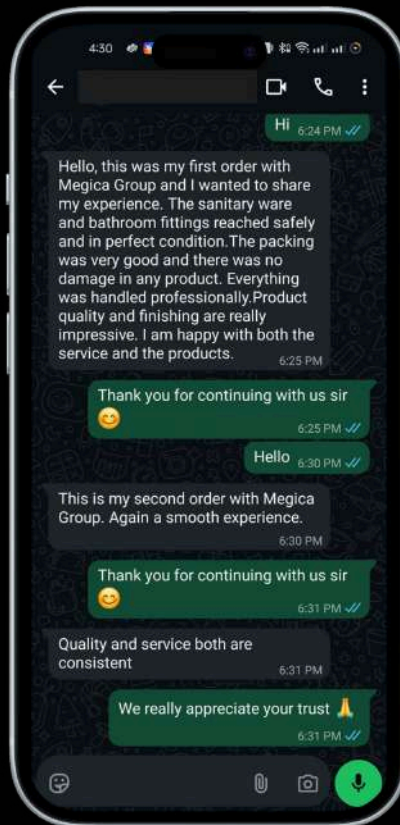 4:30
Hi 6:24 PM
Hello, this was my first order with
Megica Group and I wanted to share
my experience. The sanitary ware
and bathroom fittings reached safely
and in perfect condition.The packing
was very good and there was no
damage in any product. Everything
was handled professionally.Product
quality and finishing are really
impressive. I am happy with both the
service and the products.
6:25 PM
Thank you for continuing with us sir
😊
6:25 PM
Hello 6:30 PM
This is my second order with Megica
Group. Again a smooth experience.
6:30 PM
Thank you for continuing with us sir
😊
6:31 PM
Quality and service both are
consistent
6:31 PM
We really appreciate your trust 🙏
6:31 PM